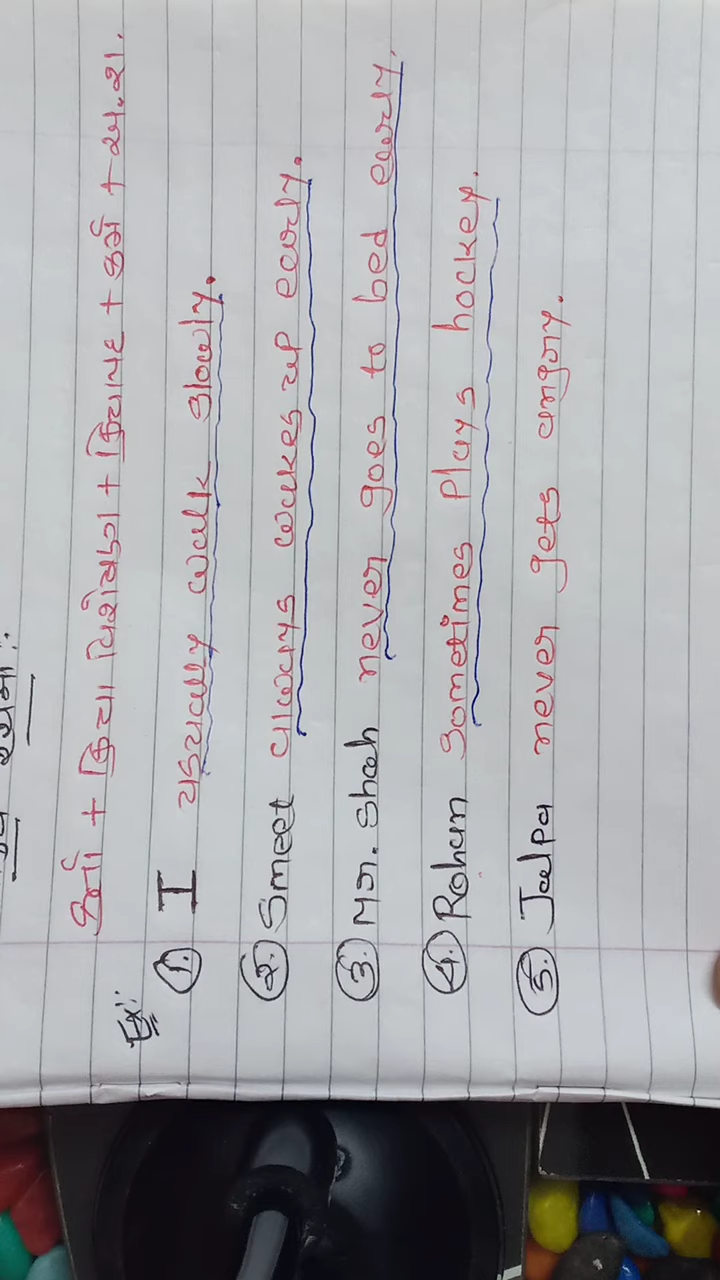 કર્તા + ક્રિયા વિશેષણ + ક્રિયાપદ + કર્મ + અ.શ.
Ex:-
1. I usually walk slowly.
2. Smeet always wakes up early.
3. Mr. Shah never goes to bed early.
4. Rohan sometimes plays hockey.
5. Jalpa never gets angry.